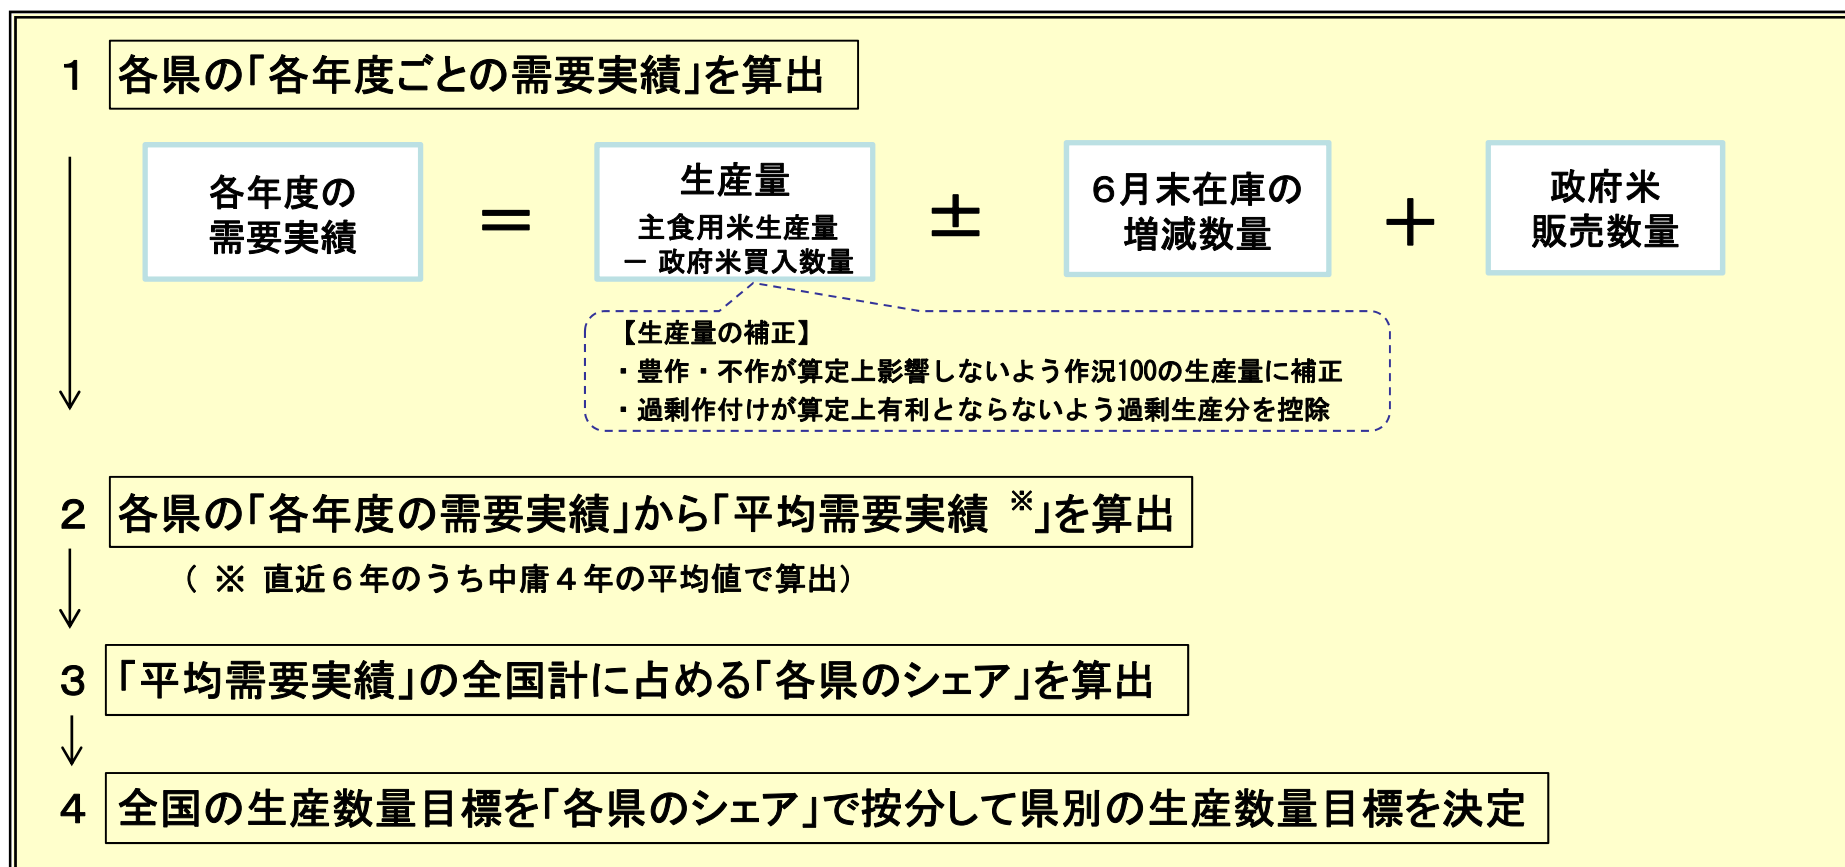 1 各県の「各年度ごとの需要実績」を算出
各年度の
需要実績
＝
生産量
主食用米生産量
－ 政府米買入数量
±
６月末在庫の
増減数量
＋
政府米
販売数量
【生産量の補正】
・豊作・不作が算定上影響しないよう作況100の生産量に補正
・過剰作付けが算定上有利とならないよう過剰生産分を控除
2 各県の「各年度の需要実績」から「平均需要実績 ※」を算出
（ ※ 直近６年のうち中庸４年の平均値で算出）
3 「平均需要実績」の全国計に占める「各県のシェア」を算出
4 全国の生産数量目標を「各県のシェア」で按分して県別の生産数量目標を決定